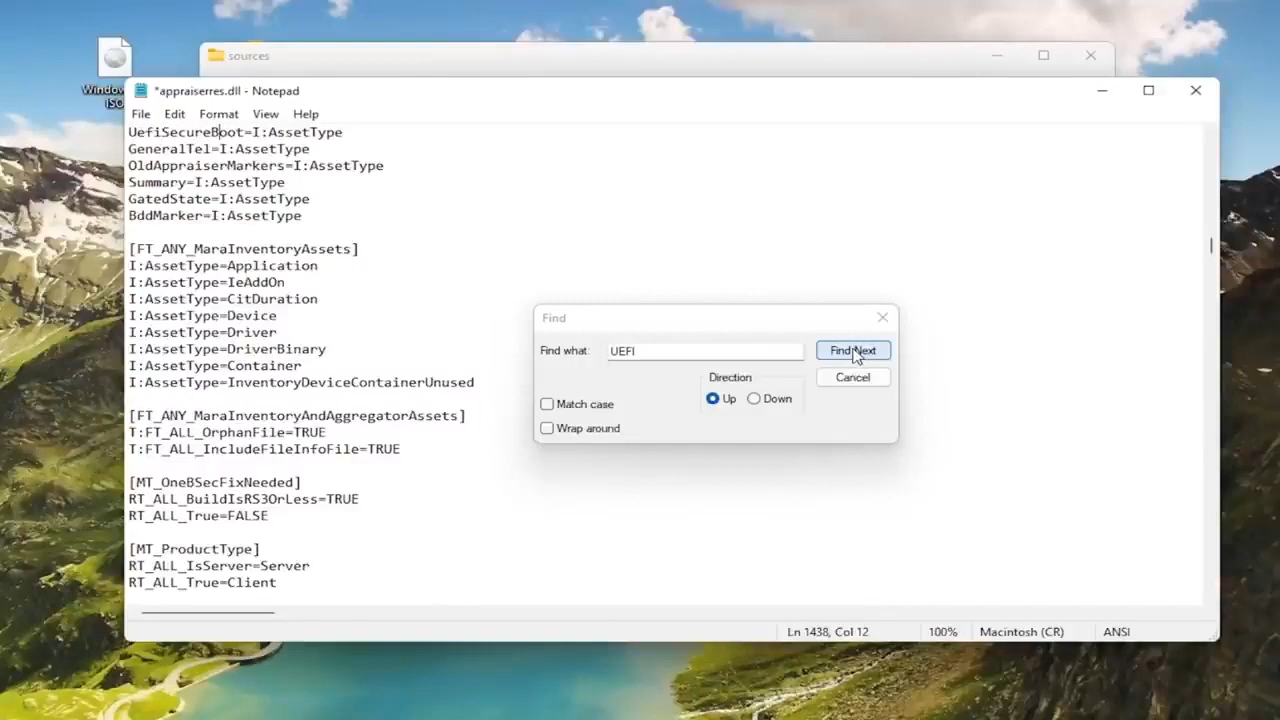 sources
Window
ISO
*appraiserres.dll - Notepad
File Edit Format View Help
UefiSecureBoot=I:AssetType
GeneralTel=I:AssetType
OldAppraiserMarkers=I:AssetType
Summary=I:AssetType
GatedState=I:AssetType
BddMarker=I:AssetType
[FT_ANY_MaraInventoryAssets]
I:AssetType=Application
I:AssetType=IeAddOn
I:AssetType=CitDuration
I:AssetType=Device
I:AssetType=Driver
I:AssetType=DriverBinary
I:AssetType=Container
I:AssetType=InventoryDeviceContainerUnused
[FT_ANY_MaraInventoryAndAggregatorAssets]
T:FT_ALL_OrphanFile=TRUE
T:FT_ALL_IncludeFileInfoFile=TRUE
[MT_OneBSecFixNeeded]
RT_ALL_BuildIsRS3OrLess=TRUE
RT_ALL_True=FALSE
[MT_ProductType]
RT_ALL_IsServer=Server
RT_ALL_True=Client
Find
Find what: UEFI Find Next
Direction Cancel
Up Down
Match case
Wrap around
Ln 1438, Col 12 100% Macintosh (CR) ANSI